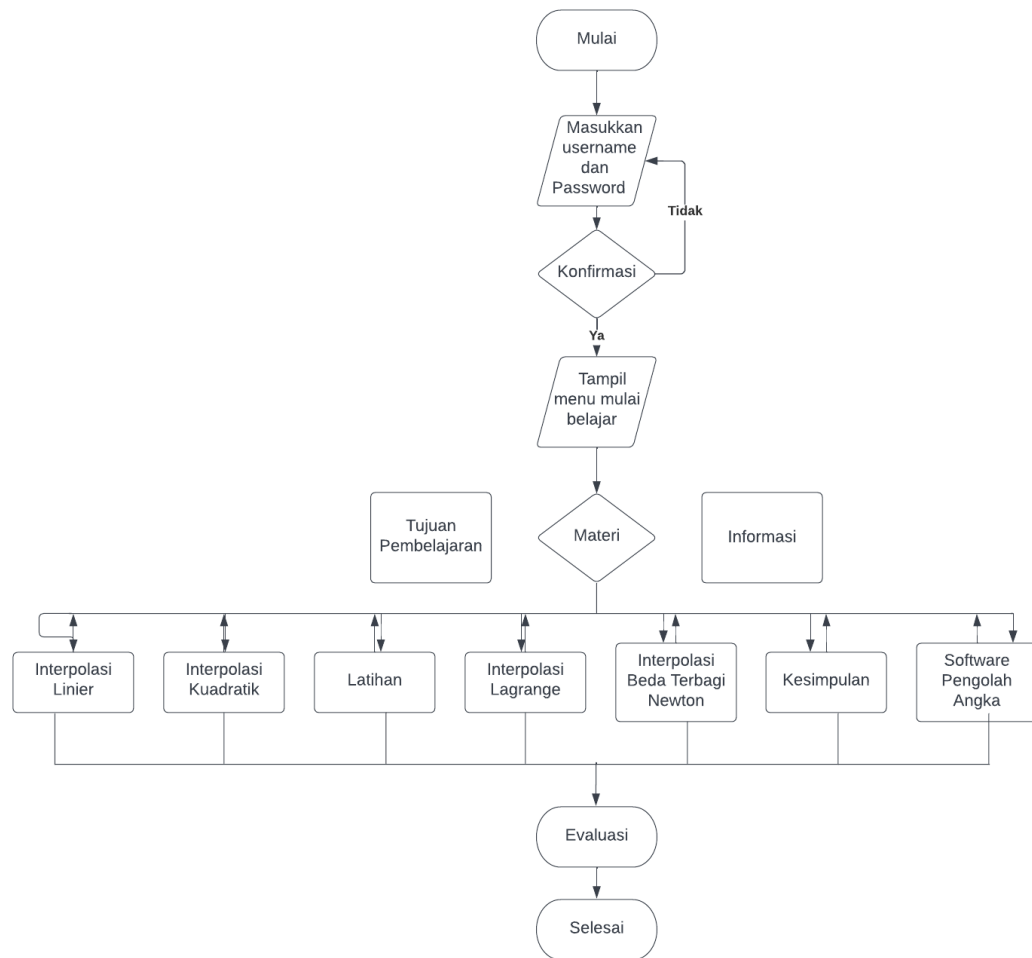 Mulai
Masukkan
username
dan
Password
Tidak
Konfirmasi
Ya
Tampil
menu mulai
belajar
Tujuan
Pembelajaran
Materi
Informasi
Interpolasi
Linier
Interpolasi
Kuadratik
Latihan
Interpolasi
Lagrange
Interpolasi
Beda Terbagi
Newton
Kesimpulan
Software
Pengolah
Angka
Evaluasi
Selesai